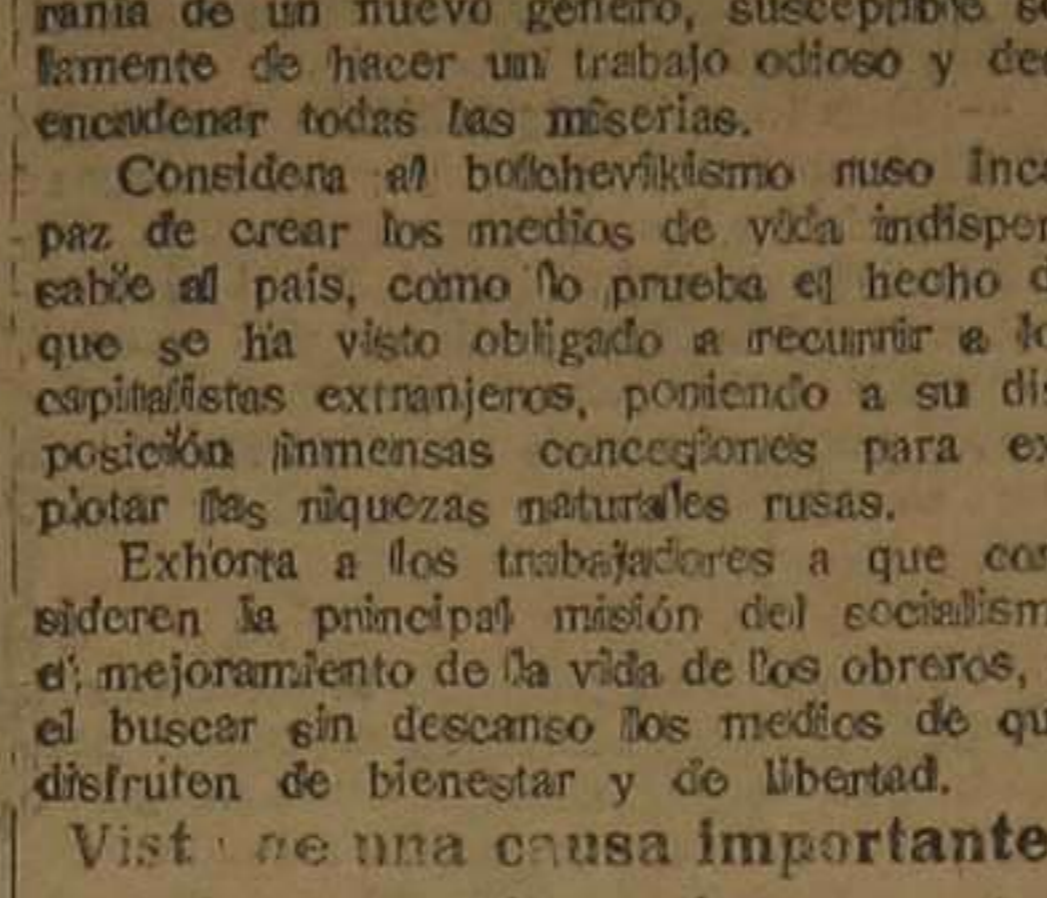 ranía de un nuevo género, susceptible so
llamente de hacer un trabajo odioso y des
encadenar todas las miserias.
Considera al bolchevikismo ruso inca
paz de crear los medios de vida indispen
sable al país, como lo prueba el hecho d
que se ha visto obligado a recurrir a lo
capitalistas extranjeros, poniendo a su dis
posición inmensas concesiones para ex
plotar las riquezas naturales rusas.
Exhorta a los trabajadores a que con
sideren la principal misión del socialism
el mejoramiento de la vida de los obreros,
el buscar sin descanso los medios de qu
disfruten de bienestar y de libertad.
Vista de una causa importante